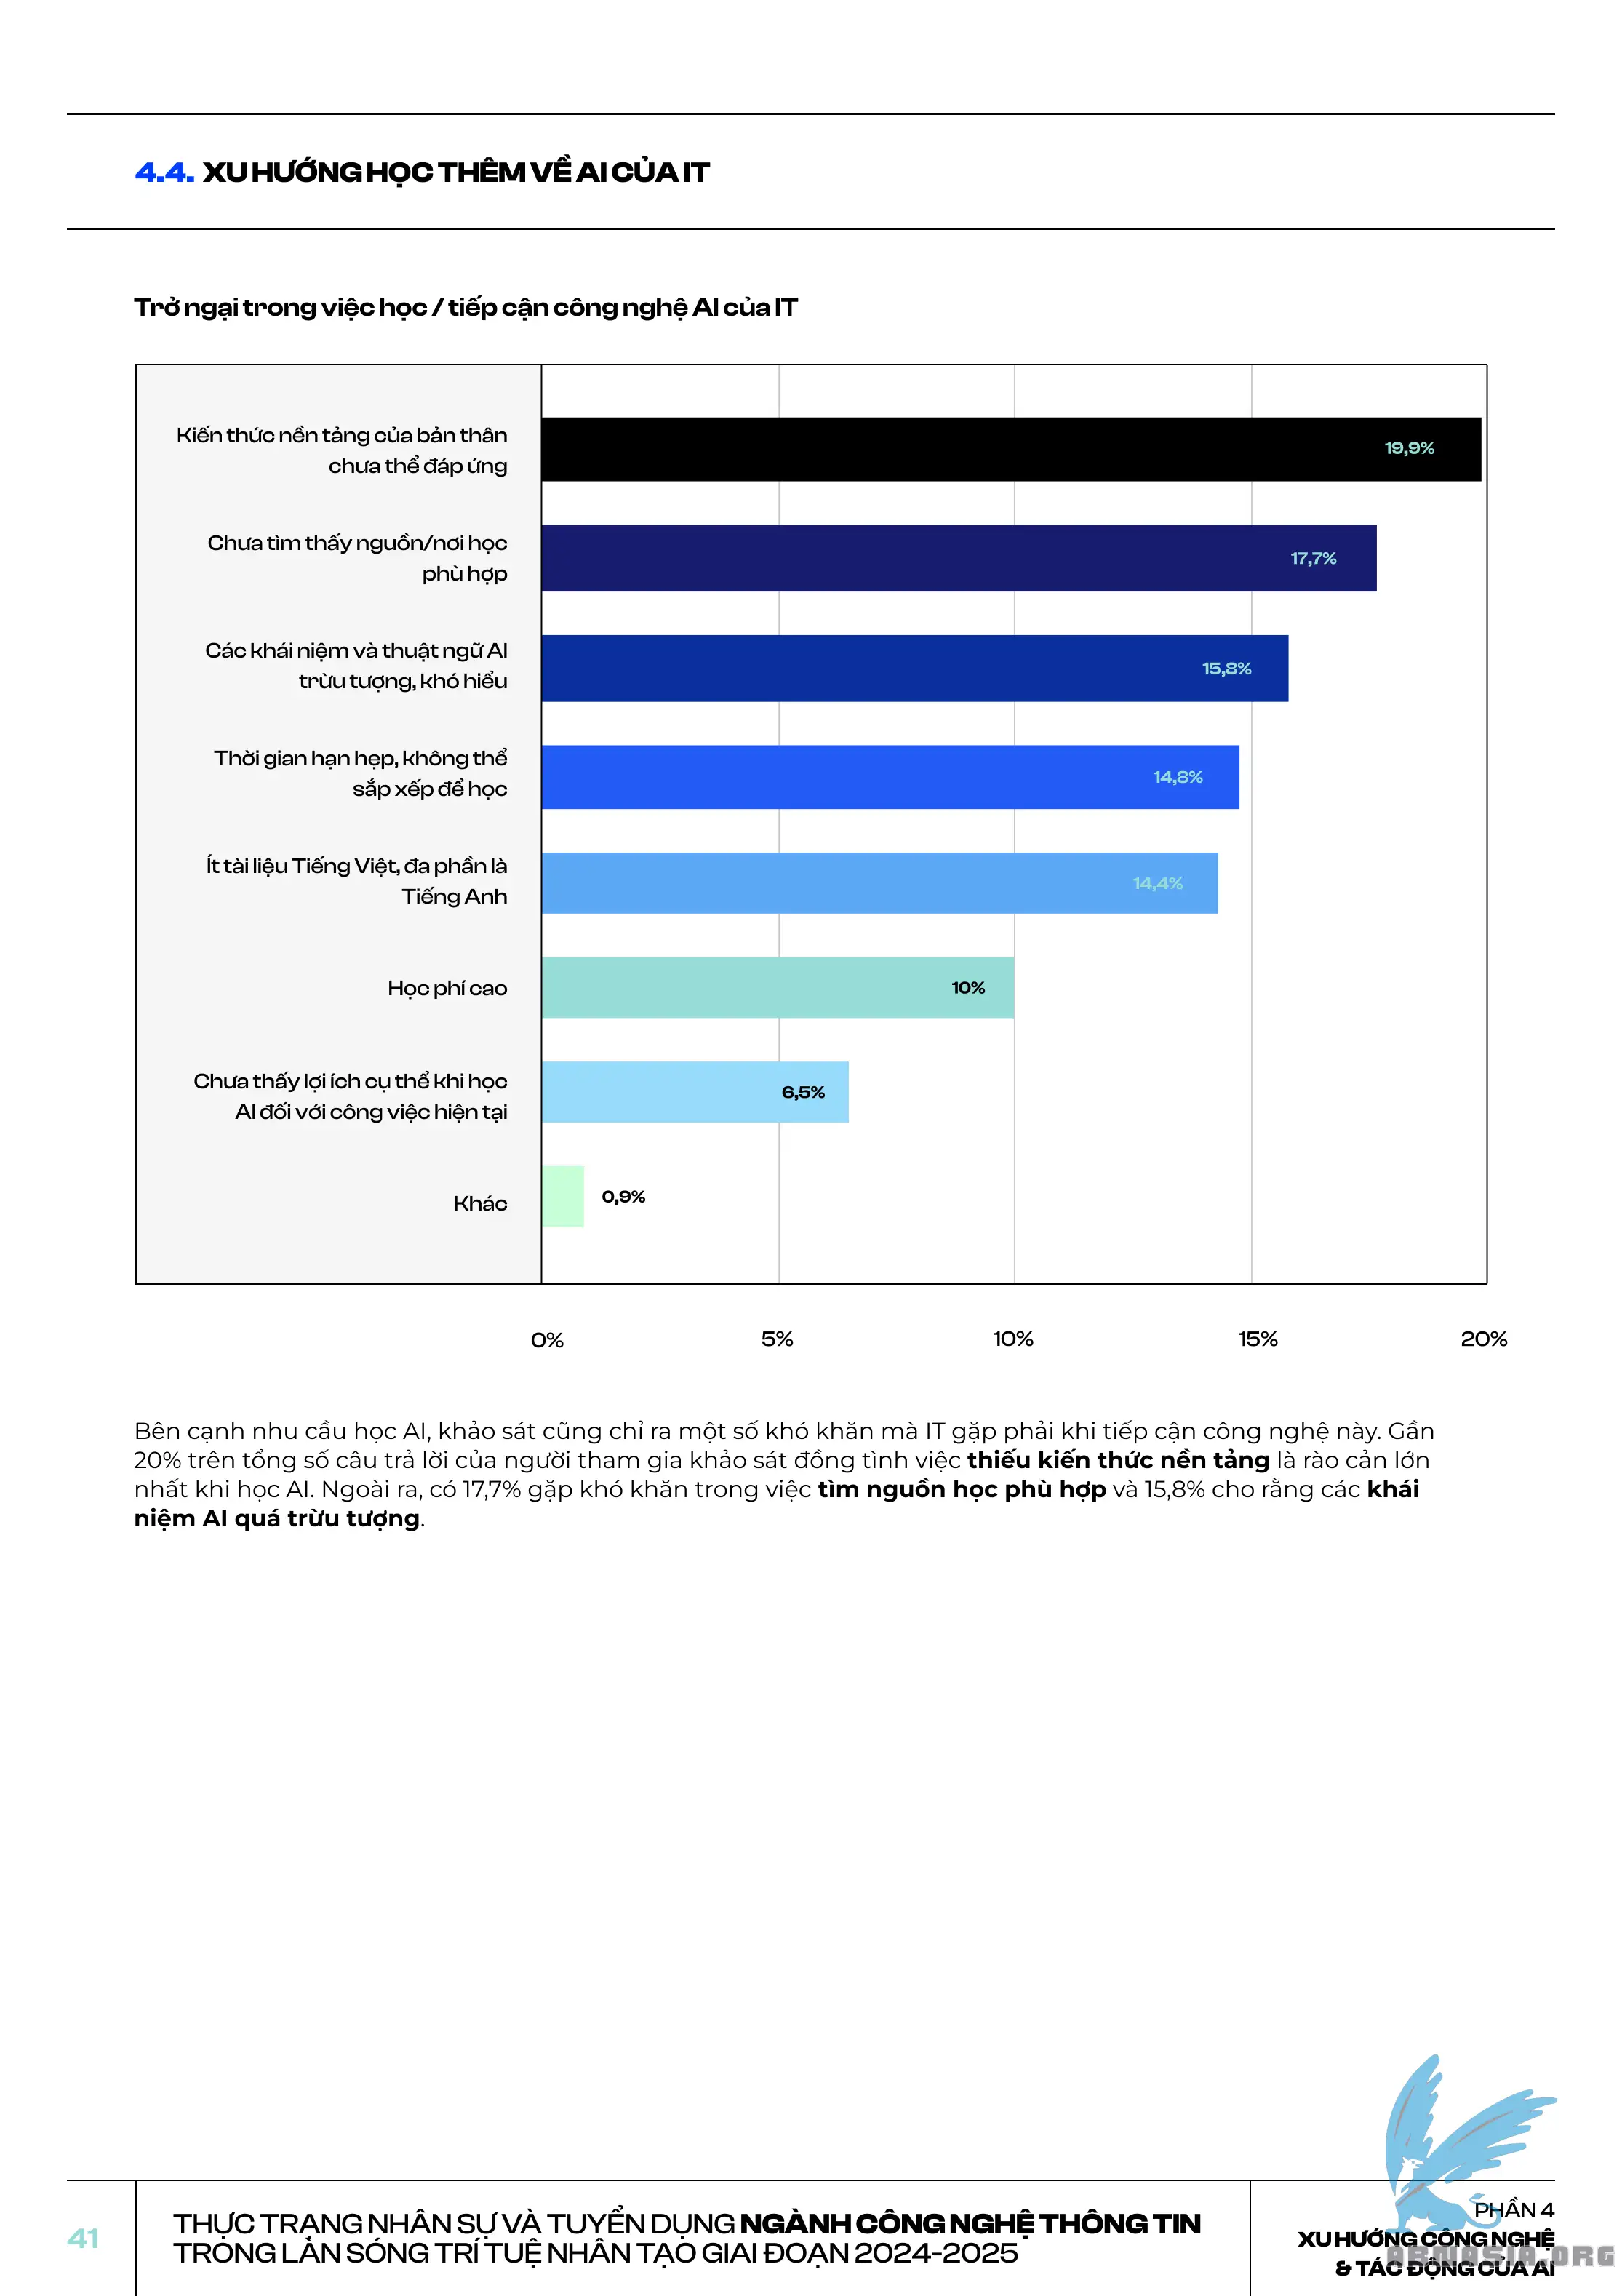 4.4. XU HƯỚNG HỌC THÊM VỀ AI CỦA IT
Trở ngại trong việc học / tiếp cận công nghệ AI của IT
Kiến thức nền tảng của bản thân
chưa thể đáp ứng
19,9%
Chưa tìm thấy nguồn/nơi học
phù hợp
17,7%
Các khái niệm và thuật ngữ AI
trừu tượng, khó hiểu
15,8%
Thời gian hạn hẹp, không thể
sắp xếp để học
14,8%
Ít tài liệu Tiếng Việt, đa phần là
Tiếng Anh
14,4%
Học phí cao
10%
Chưa thấy lợi ích cụ thể khi học
AI đối với công việc hiện tại
6,5%
Khác
0,9%
0% 5% 10% 15% 20%
Bên cạnh nhu cầu học AI, khảo sát cũng chỉ ra một số khó khăn mà IT gặp phải khi tiếp cận công nghệ này. Gần
20% trên tổng số câu trả lời của người tham gia khảo sát đồng tình việc thiếu kiến thức nền tảng là rào cản lớn
nhất khi học AI. Ngoài ra, có 17,7% gặp khó khăn trong việc tìm nguồn học phù hợp và 15,8% cho rằng các khái
niệm AI quá trừu tượng.
41
THỰC TRẠNG NHÂN SỰ VÀ TUYỂN DỤNG NGÀNH CÔNG NGHỆ THÔNG TIN
TRONG LÀN SÓNG TRÍ TUỆ NHÂN TẠO GIAI ĐOẠN 2024-2025
PHẦN 4
XU HƯỚNG CÔNG NGHỆ
& TÁC ĐỘNG CỦA AI
ARMASIA.ORG